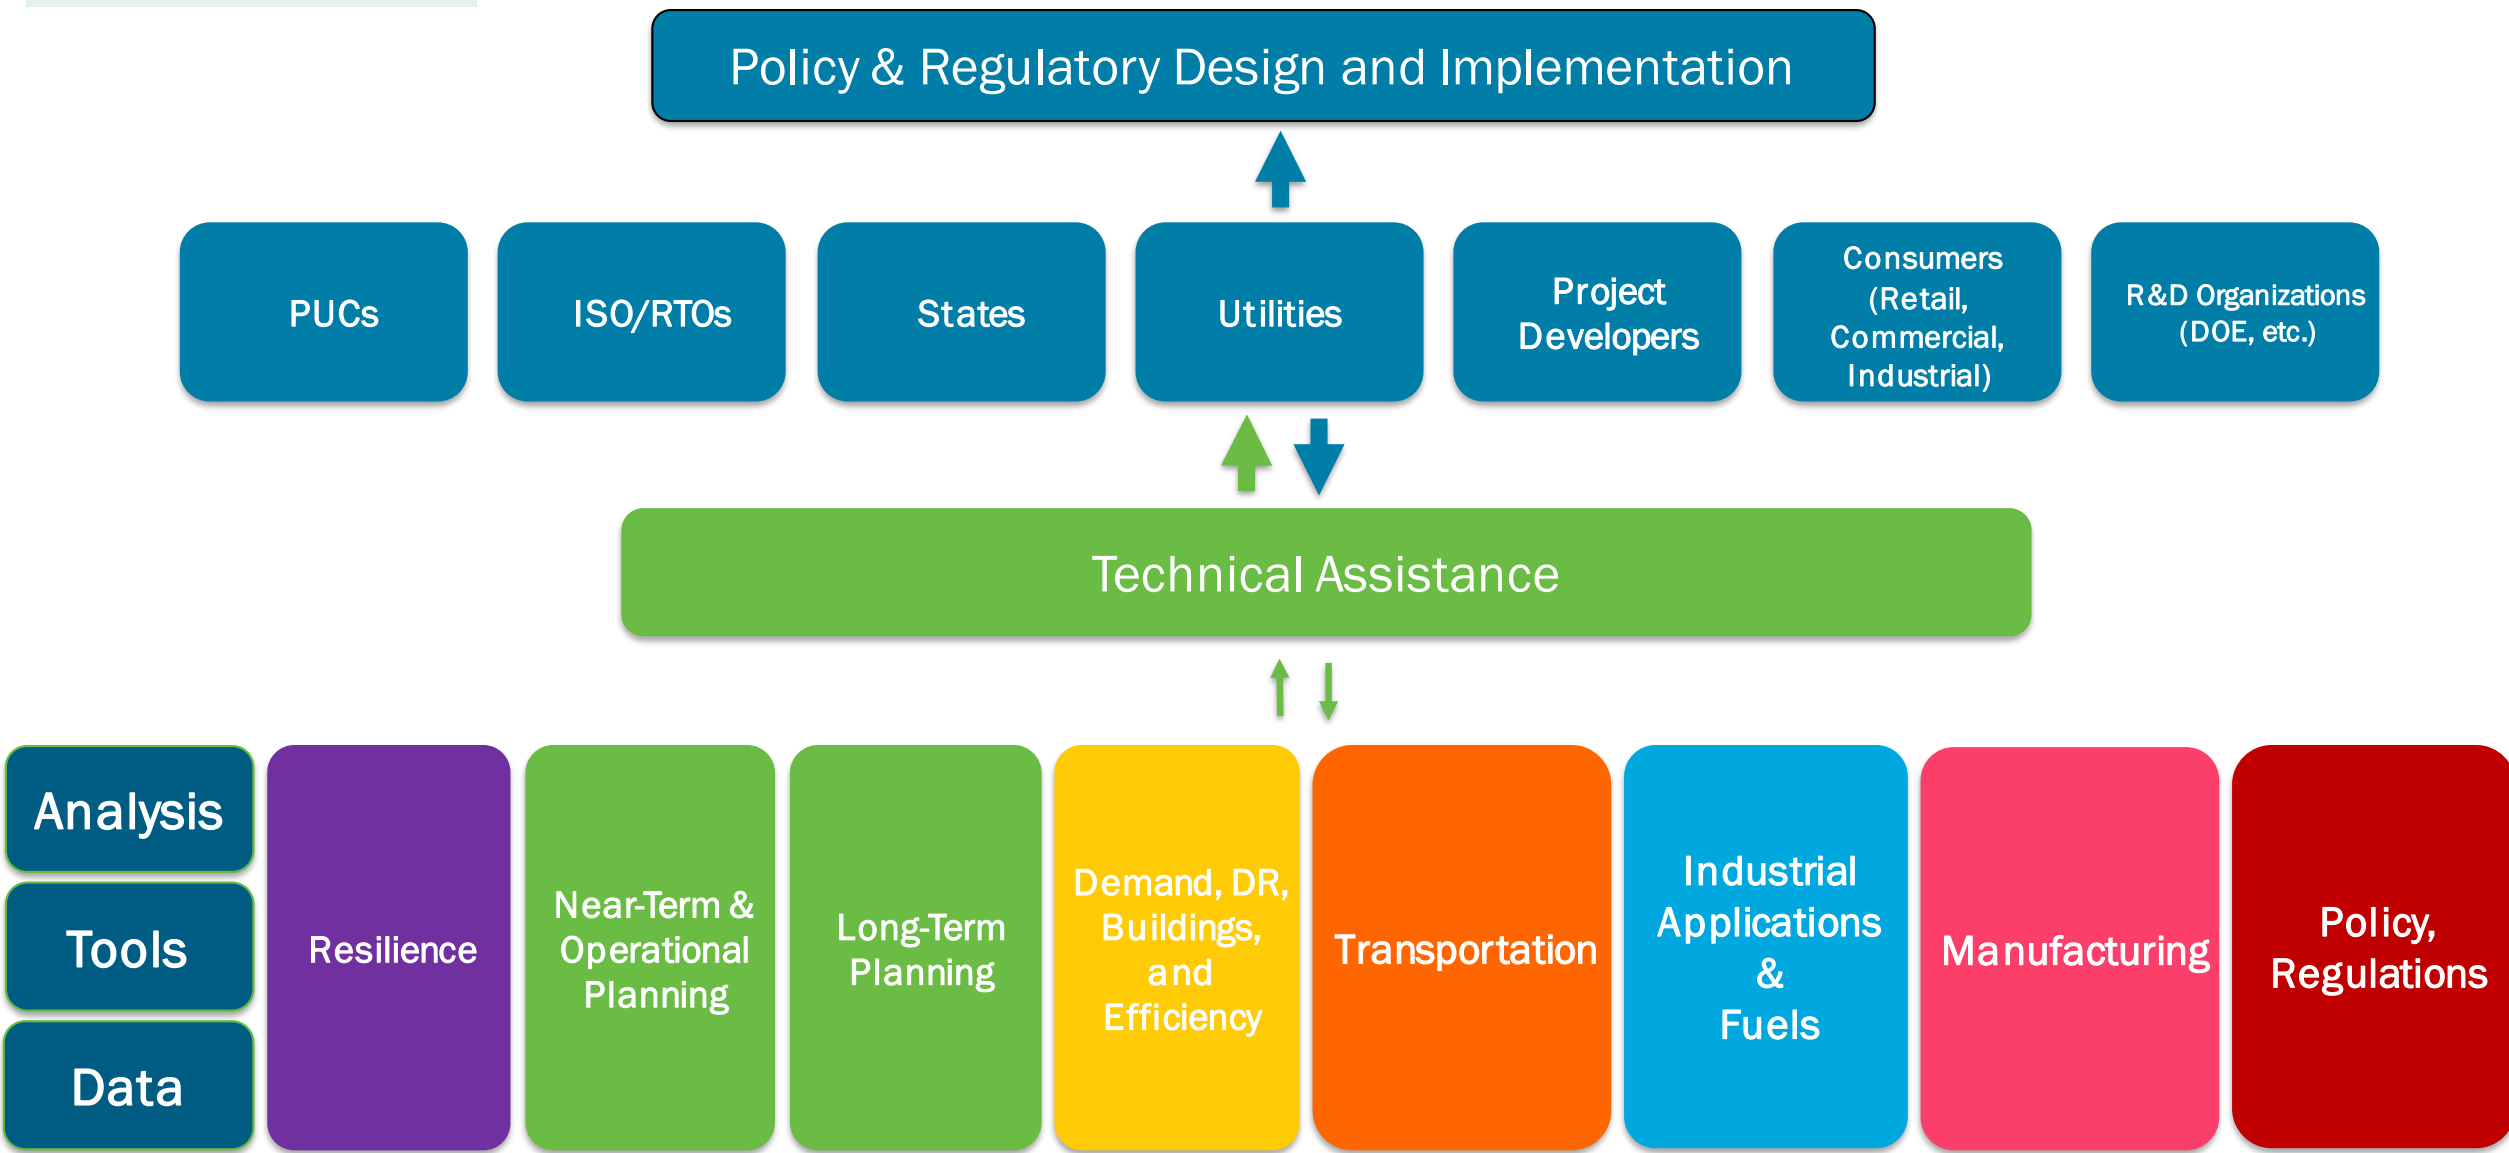 Policy & Regulatory Design and Implementation
PUCs
ISO/RTOs
States
Utilities
Project
Developers
Consumers
(Retail,
Commercial,
Industrial)
R&D Organizations
(DOE, etc.)
Technical Assistance
Analysis
Tools
Data
Resilience
Near-Term &
Operational
Planning
Long-Term
Planning
Demand, DR,
Buildings,
and
Efficiency
Transportation
Industrial
Applications
&
Fuels
Manufacturing
Policy,
Regulations